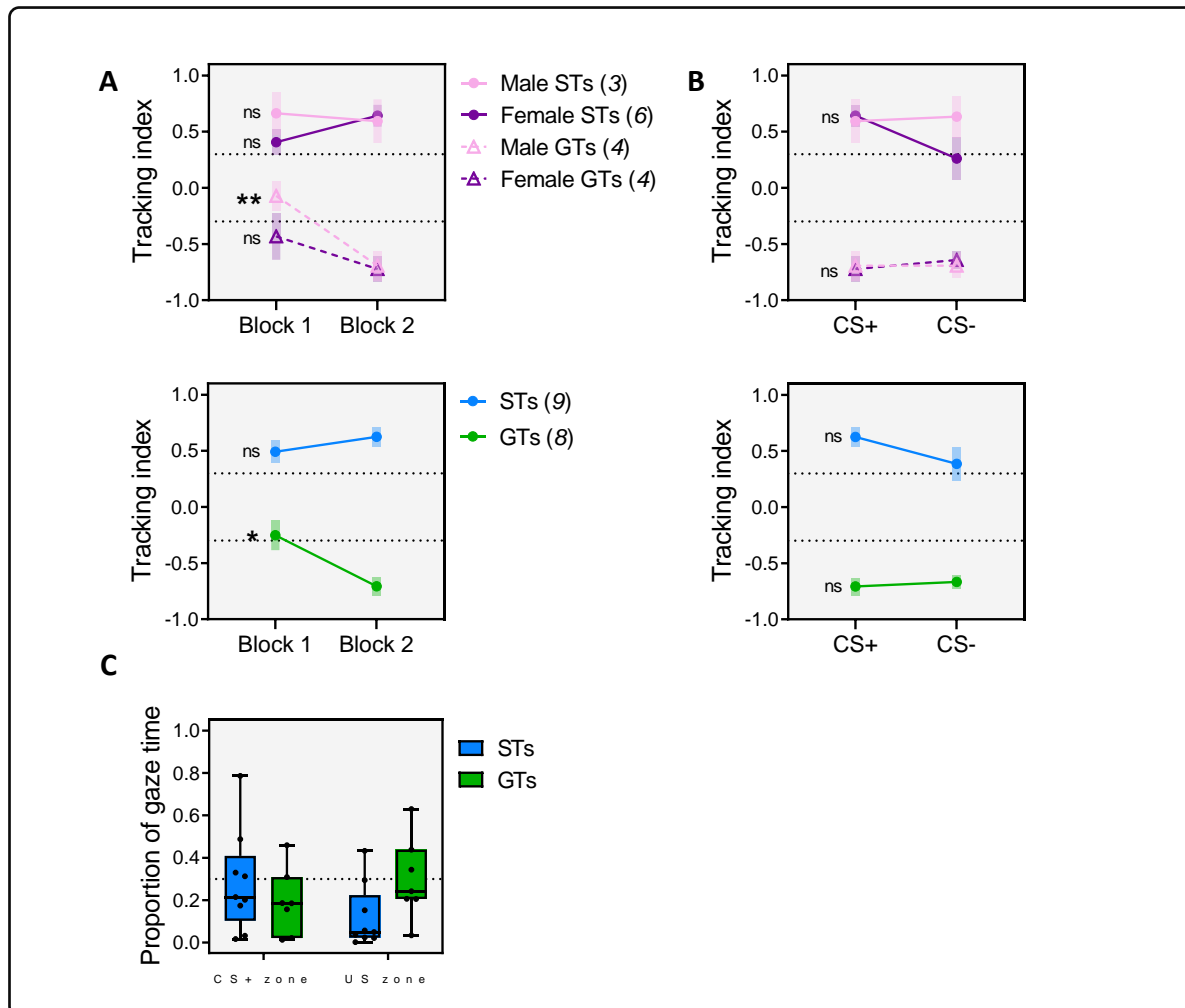 A
B
Tracking index
1.0
0.5
0.0
-0.5
-1.0
ns
ns
**
ns
Block 1 Block 2
Male STs (3)
Female STs (6)
Male GTs (4)
Female GTs (4)
Tracking index
1.0
0.5
0.0
-0.5
-1.0
ns
ns
CS+ CS-
Tracking index
1.0
0.5
0.0
-0.5
-1.0
ns
*
Block 1 Block 2
STs (9)
GTs (8)
Tracking index
1.0
0.5
0.0
-0.5
-1.0
ns
ns
CS+ CS-
C
Proportion of gaze time
1.0
0.8
0.6
0.4
0.2
0.0
CS+ zone US zone
STs
GTs